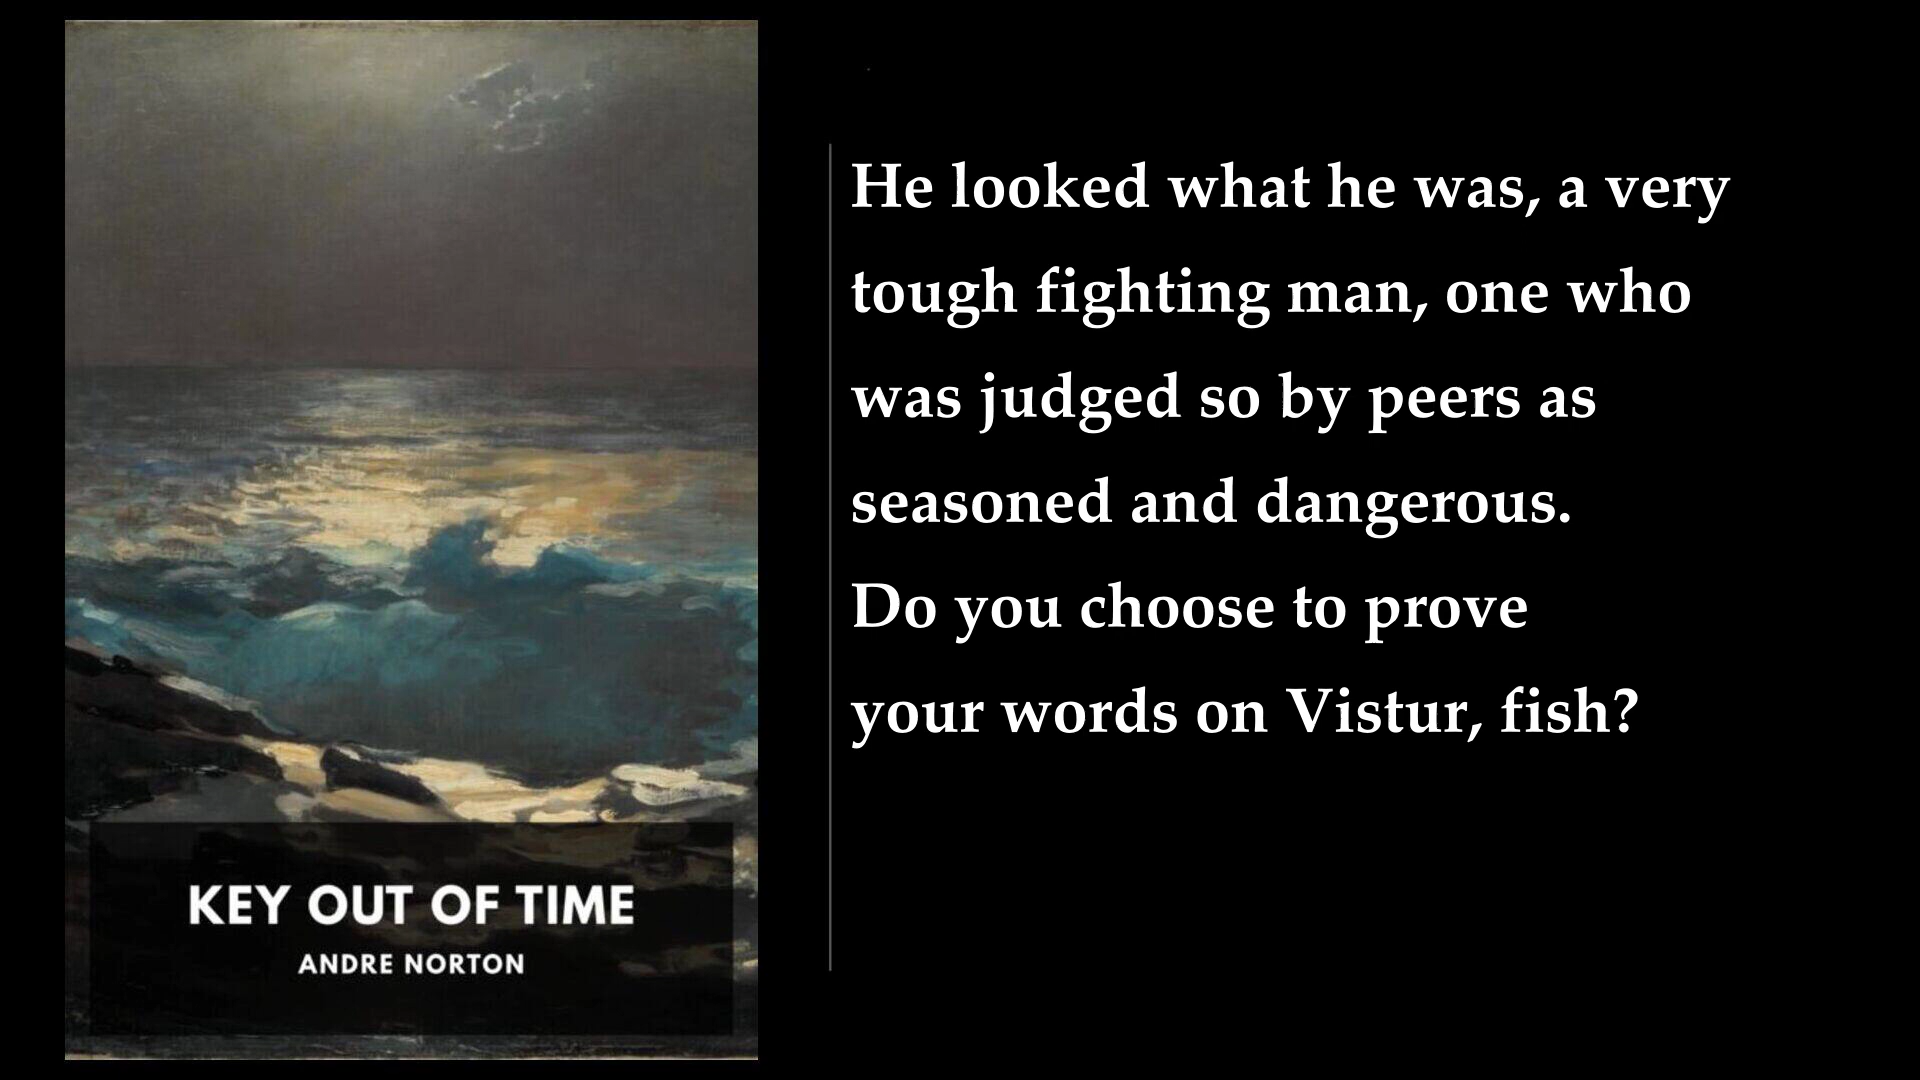 He looked what he was, a very
tough fighting man, one who
was judged so by peers as
seasoned and dangerous.
Do you choose to prove
your words on Vistur, fish?
KEY OUT OF TIME
ANDRE NORTON